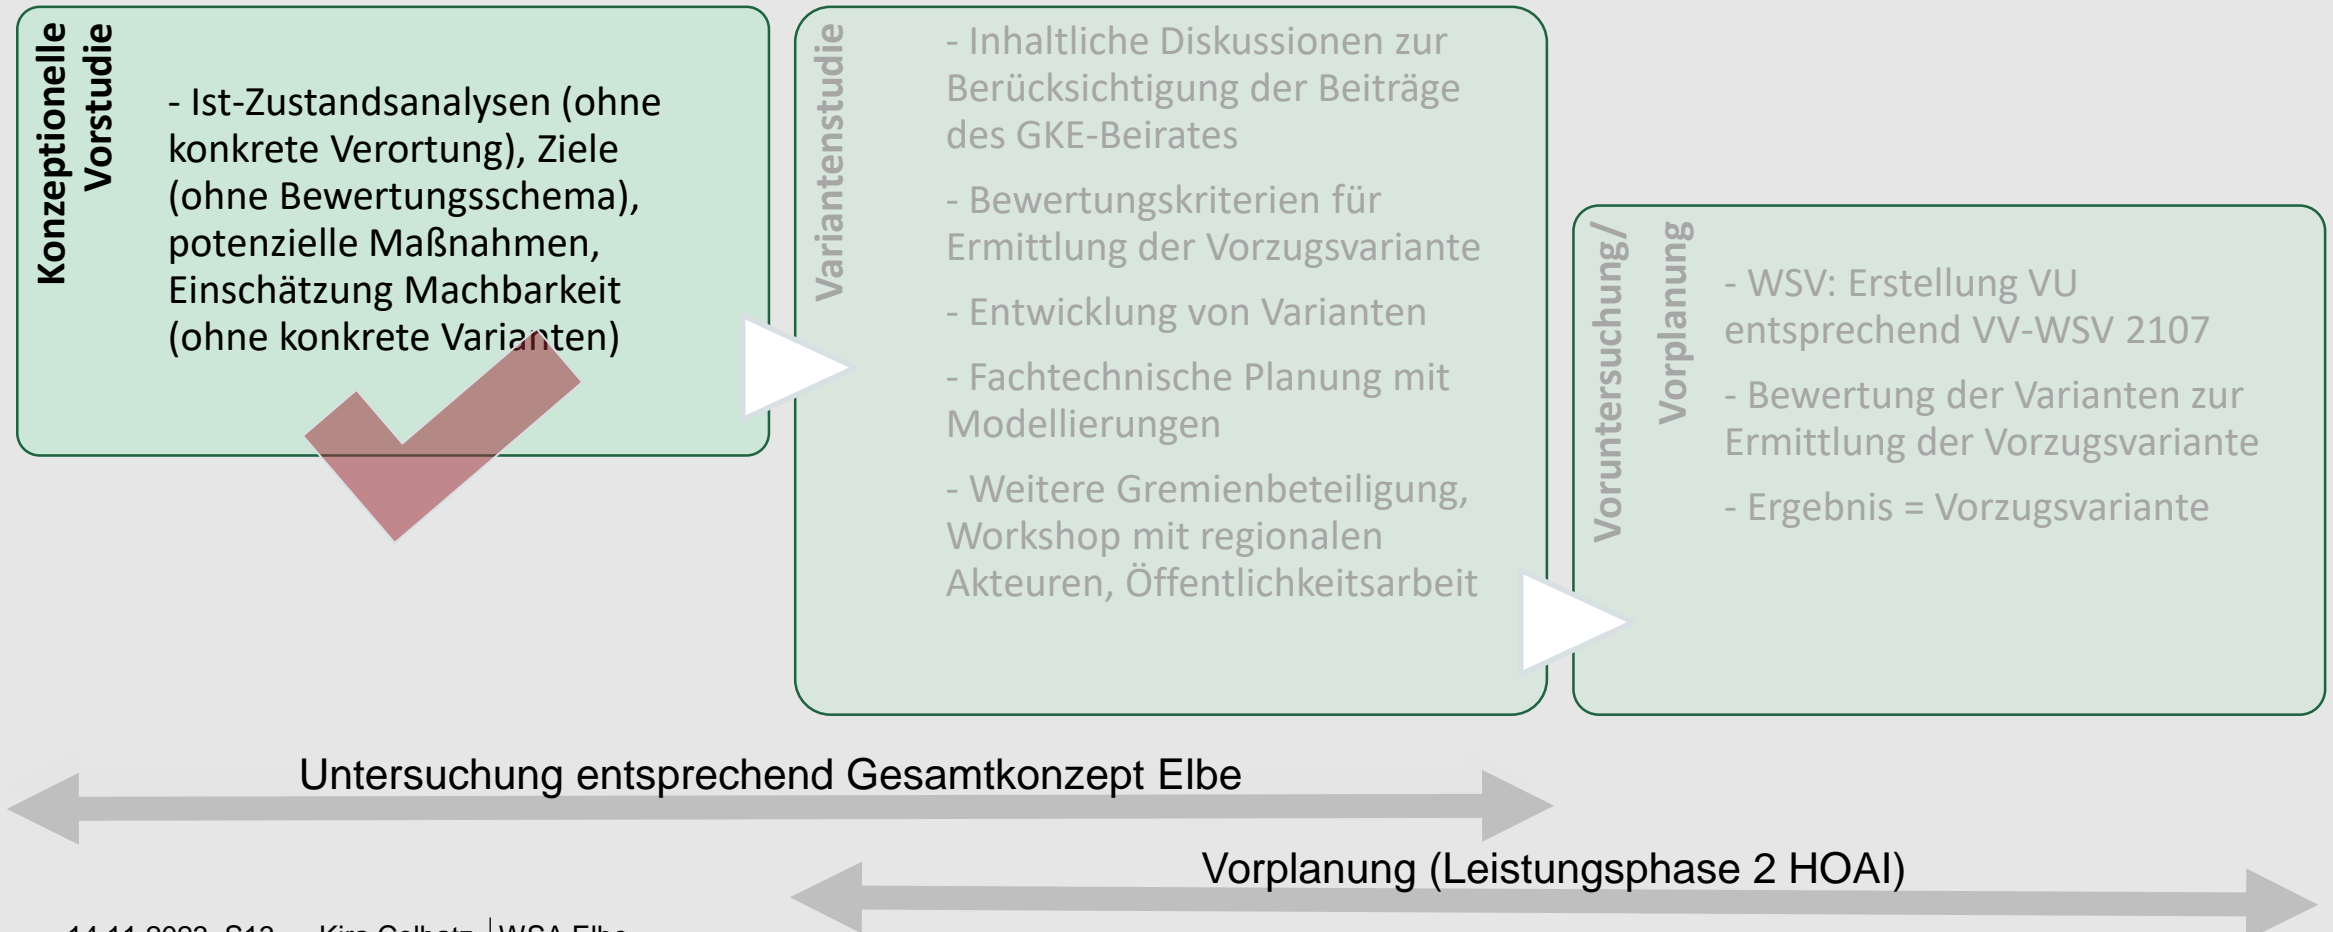 Konzeptionelle
Vorstudie
- Ist-Zustandsanalysen (ohne
konkrete Verortung), Ziele
(ohne Bewertungsschema),
potenzielle Maßnahmen,
Einschätzung Machbarkeit
(ohne konkrete Varianten)
Variantenstudie
- Inhaltliche Diskussionen zur
Berücksichtigung der Beiträge
des GKE-Beirates
- Bewertungskriterien für
Ermittlung der Vorzugsvariante
- Entwicklung von Varianten
- Fachtechnische Planung mit
Modellierungen
- Weitere Gremienbeteiligung,
Workshop mit regionalen
Akteuren, Öffentlichkeitsarbeit
Voruntersuchung/
Vorplanung
- WSV: Erstellung VU
entsprechend VV-WSV 2107
- Bewertung der Varianten zur
Ermittlung der Vorzugsvariante
- Ergebnis = Vorzugsvariante
Untersuchung entsprechend Gesamtkonzept Elbe
Vorplanung (Leistungsphase 2 HOAI)
WSA Elbe